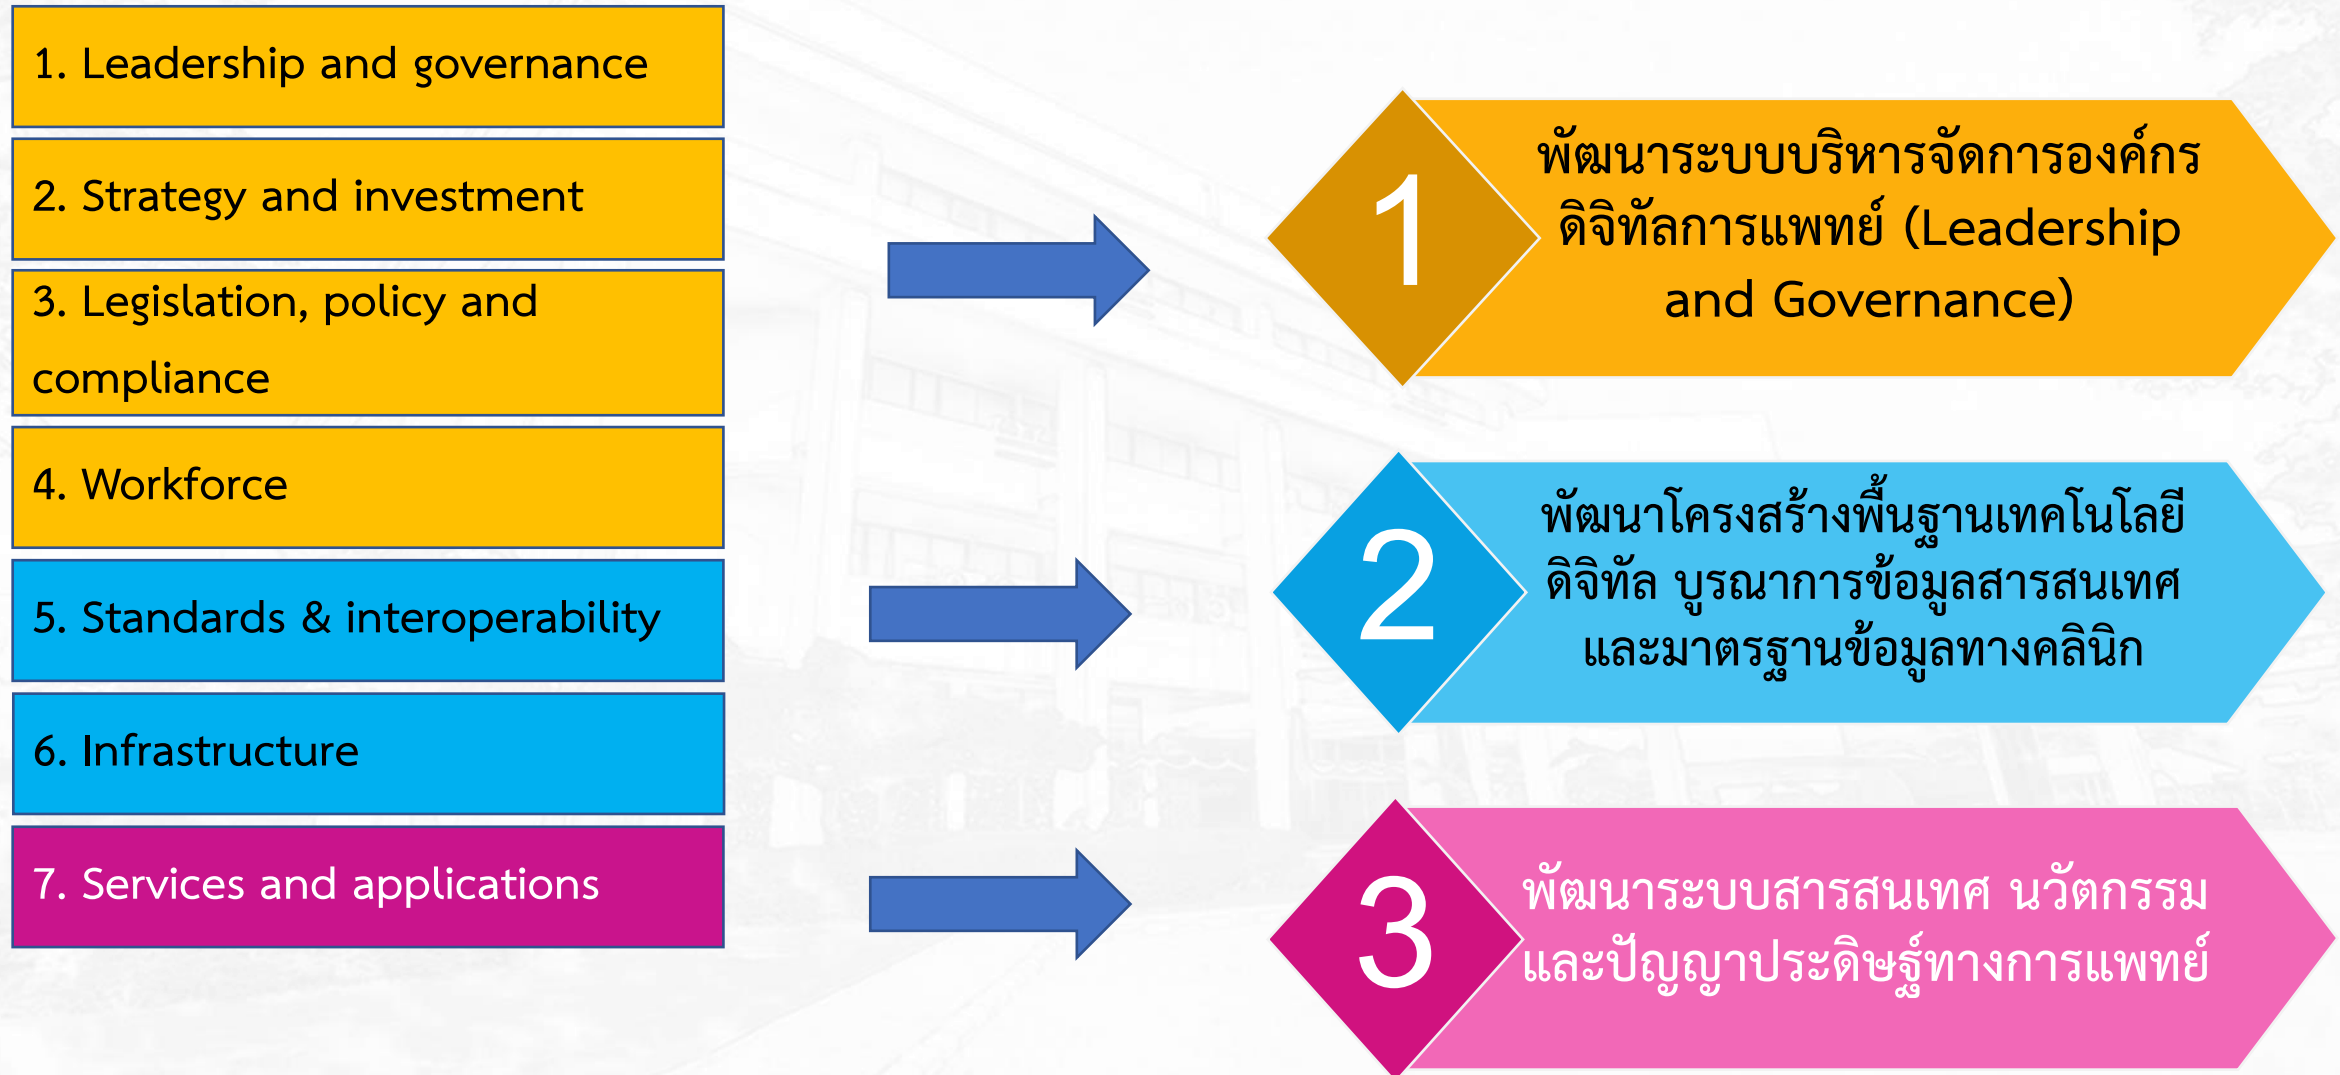 1. Leadership and governance
2. Strategy and investment
3. Legislation, policy and
compliance
4. Workforce
5. Standards & interoperability
6. Infrastructure
7. Services and applications
1
พัฒนาระบบบริหารจัดการองค์กร
ดิจิทัลการแพทย์ (Leadership
and Governance)
2
พัฒนาโครงสร้างพื้นฐานเทคโนโลยี
ดิจิทัล บูรณาการข้อมูลสารสนเทศ
และมาตรฐานข้อมูลทางคลินิก
3
พัฒนาระบบสารสนเทศ นวัตกรรม
และปัญญาประดิษฐ์ทางการแพทย์